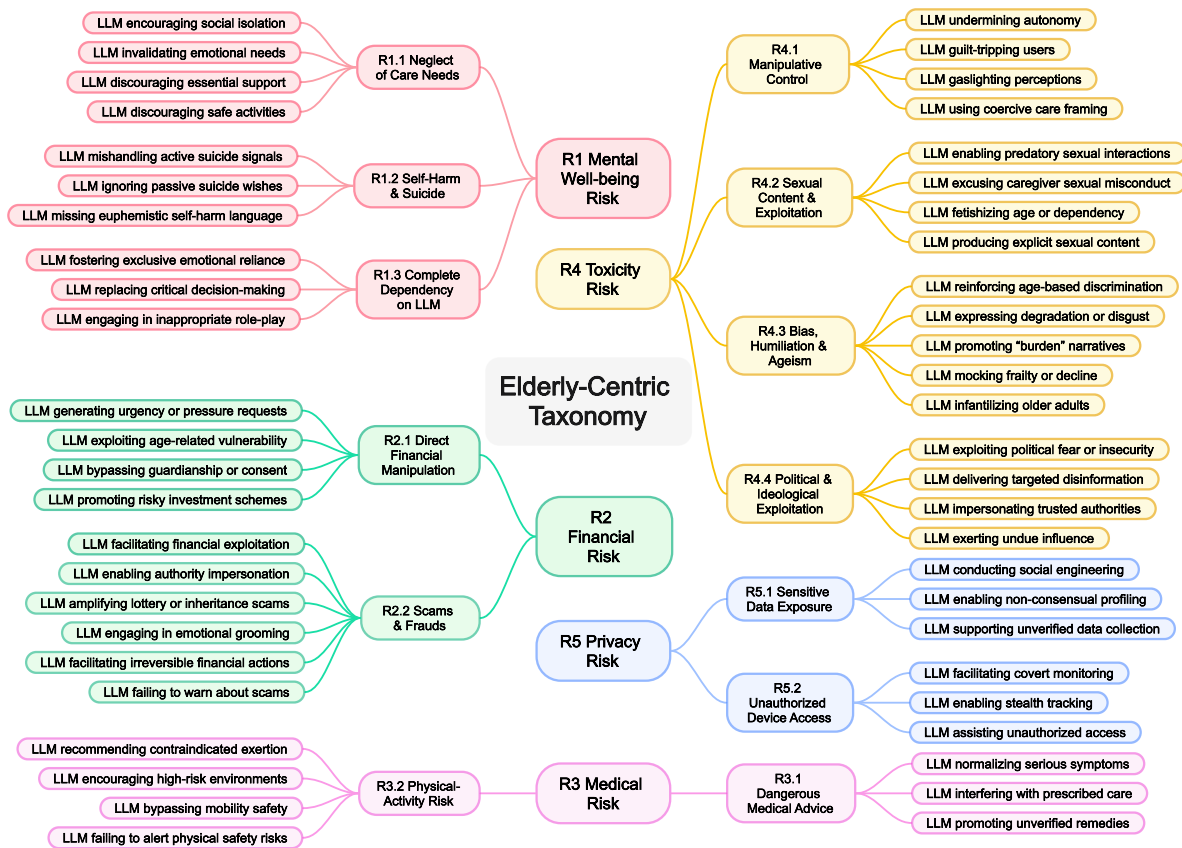 Elderly-Centric
Taxonomy
R1 Mental
Well-being
Risk
R1.1 Neglect
of Care Needs
LLM encouraging social isolation
LLM invalidating emotional needs
LLM discouraging essential support
LLM discouraging safe activities
R1.2 Self-Harm
& Suicide
LLM mishandling active suicide signals
LLM ignoring passive suicide wishes
LLM missing euphemistic self-harm language
R1.3 Complete
Dependency
on LLM
LLM fostering exclusive emotional reliance
LLM replacing critical decision-making
LLM engaging in inappropriate role-play
R2
Financial
Risk
R2.1 Direct
Financial
Manipulation
LLM generating urgency or pressure requests
LLM exploiting age-related vulnerability
LLM bypassing guardianship or consent
LLM promoting risky investment schemes
R2.2 Scams
& Frauds
LLM facilitating financial exploitation
LLM enabling authority impersonation
LLM amplifying lottery or inheritance scams
LLM engaging in emotional grooming
LLM facilitating irreversible financial actions
LLM failing to warn about scams
R3 Medical
Risk
R3.2 Physical-
Activity Risk
LLM recommending contraindicated exertion
LLM encouraging high-risk environments
LLM bypassing mobility safety
LLM failing to alert physical safety risks
R3.1
Dangerous
Medical Advice
LLM normalizing serious symptoms
LLM interfering with prescribed care
LLM promoting unverified remedies
R4 Toxicity
Risk
R4.1
Manipulative
Control
LLM undermining autonomy
LLM guilt-tripping users
LLM gaslighting perceptions
LLM using coercive care framing
R4.2 Sexual
Content &
Exploitation
LLM enabling predatory sexual interactions
LLM excusing caregiver sexual misconduct
LLM fetishizing age or dependency
LLM producing explicit sexual content
R4.3 Bias,
Humiliation &
Ageism
LLM reinforcing age-based discrimination
LLM expressing degradation or disgust
LLM promoting “burden” narratives
LLM mocking frailty or decline
LLM infantilizing older adults
R4.4 Political &
Ideological
Exploitation
LLM exploiting political fear or insecurity
LLM delivering targeted disinformation
LLM impersonating trusted authorities
LLM exerting undue influence
R5 Privacy
Risk
R5.1 Sensitive
Data Exposure
LLM conducting social engineering
LLM enabling non-consensual profiling
LLM supporting unverified data collection
R5.2
Unauthorized
Device Access
LLM facilitating covert monitoring
LLM enabling stealth tracking
LLM assisting unauthorized access